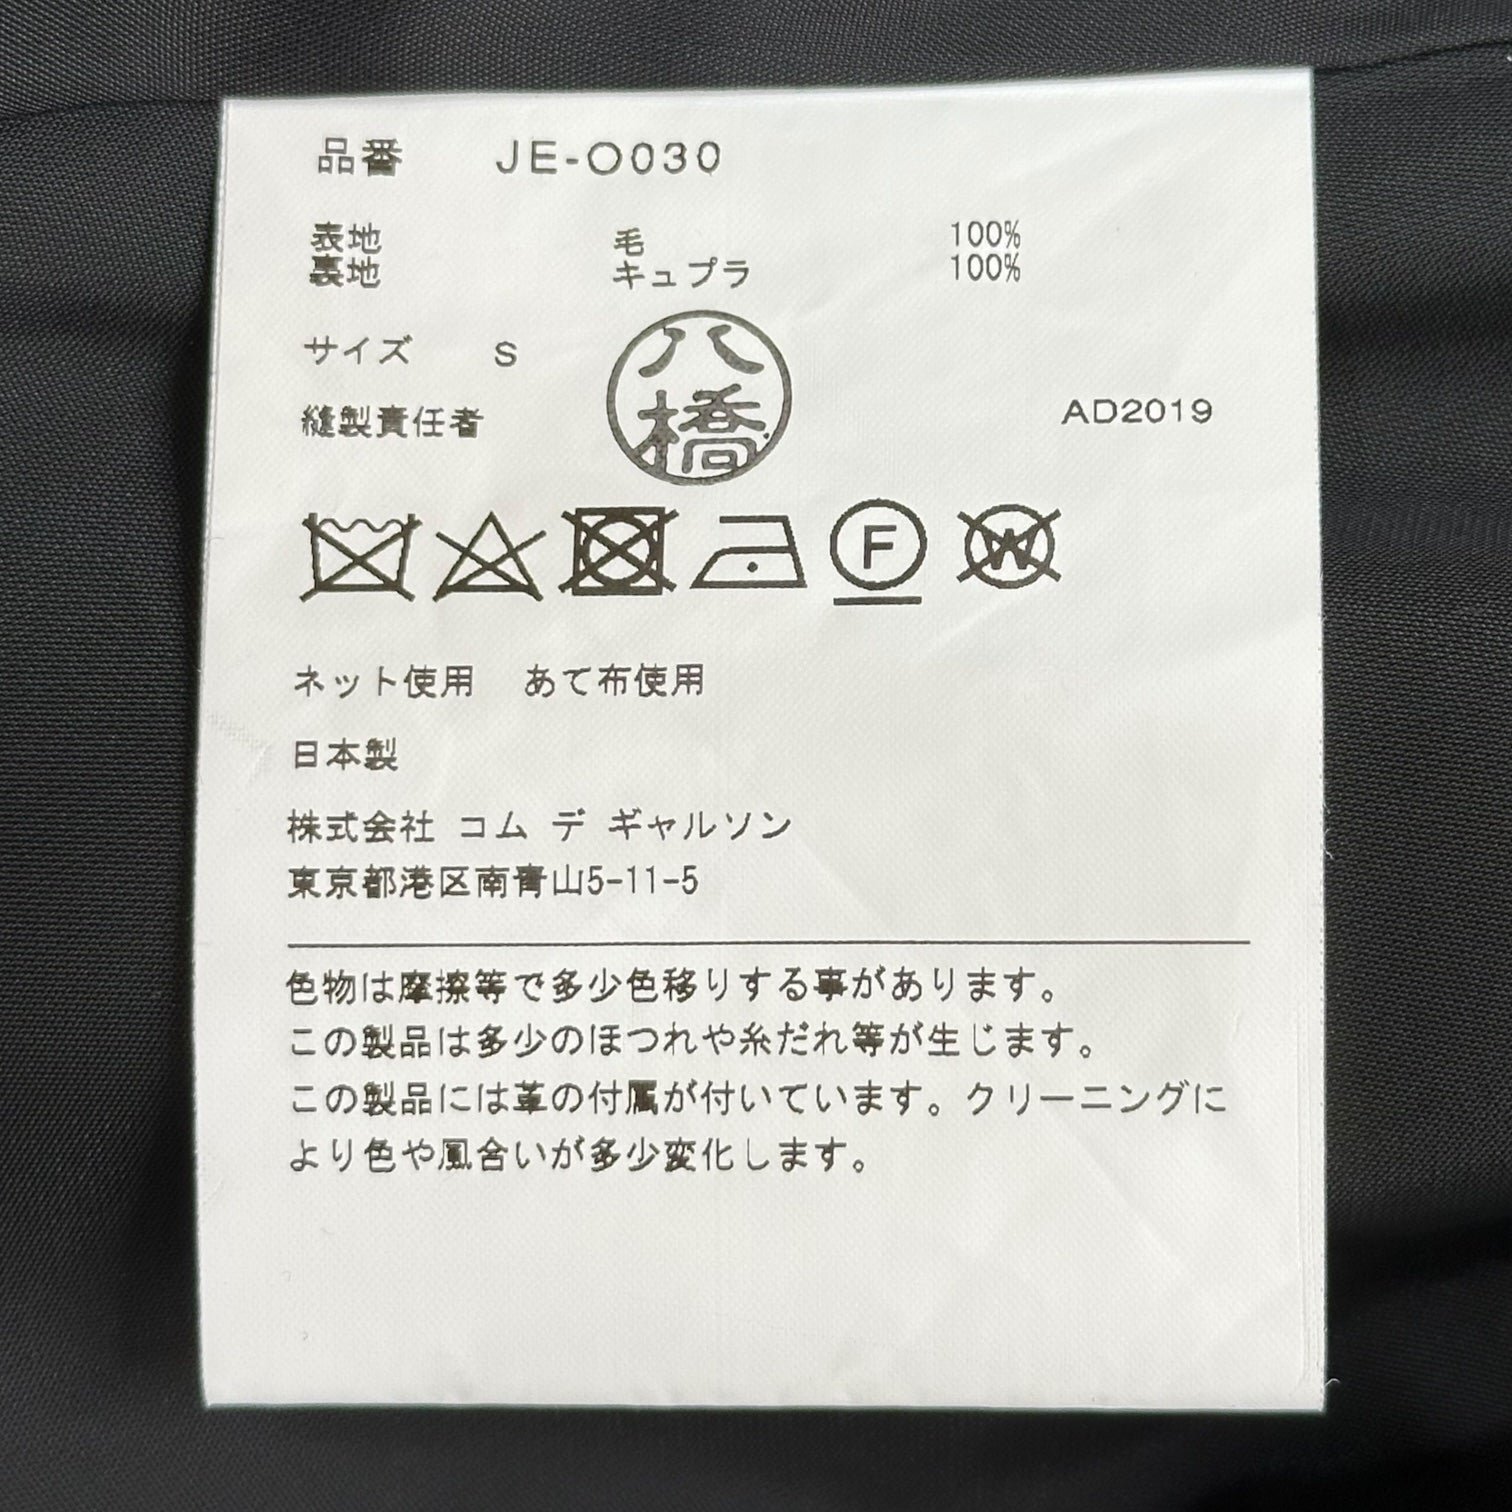 品番 JE-O030
表地 毛 100%
裏地 キュプラ 100%
サイズ S
八橋
縫製責任者 AD2019
F W
ネット使用 あて布使用
日本製
株式会社 コム デ ギャルソン
東京都港区南青山5-11-5
色物は摩擦等で多少色移りする事があります。
この製品は多少のほつれや糸だれ等が生じます。
この製品には革の付属が付いています。クリーニングに
より色や風合いが多少変化します。